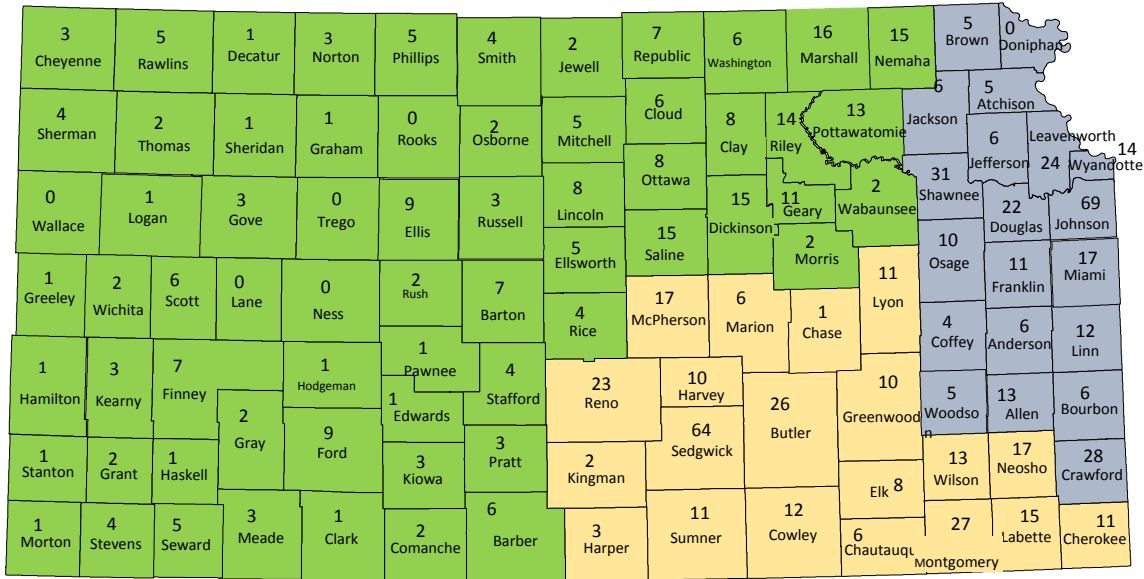 3 Cheyenne
5 Rawlins
1 Decatur
3 Norton
5 Phillips
4 Smith
2 Jewell
7 Republic
6 Washington
16 Marshall
15 Nemaha
5 Brown
0 Doniphan
4 Sherman
2 Thomas
1 Sheridan
1 Graham
0 Rooks
2 Osborne
5 Mitchell
6 Cloud
8 Clay
14 Riley
13 Pottawatomie
6 Jackson
5 Atchison
6 Jefferson
Leavenworth 24
14 Wyandotte
8 Ottawa
0 Wallace
1 Logan
3 Gove
0 Trego
9 Ellis
3 Russell
8 Lincoln
15 Saline
15 Dickinson
11 Geary
2 Wabaunsee
31 Shawnee
22 Douglas
69 Johnson
5 Ellsworth
2 Morris
10 Osage
11 Franklin
17 Miami
1 Greeley
2 Wichita
6 Scott
0 Lane
0 Ness
2 Rush
7 Barton
4 Rice
17 McPherson
6 Marion
1 Chase
11 Lyon
4 Coffey
6 Anderson
12 Linn
1 Hamilton
3 Kearny
7 Finney
1 Hodgeman
1 Pawnee
4 Stafford
23 Reno
10 Harvey
26 Butler
10 Greenwood
5 Woodso
n
13 Allen
6 Bourbon
2 Gray
9 Ford
1 Edwards
64 Sedgwick
1 Stanton
2 Grant
1 Haskell
3 Kiowa
3 Pratt
2 Kingman
Elk 8
13 Wilson
17 Neosho
28 Crawford
1 Morton
4 Stevens
5 Seward
3 Meade
1 Clark
2 Comanche
6 Barber
3 Harper
11 Sumner
12 Cowley
6 Chautauqu
27 Montgomery
15 Labette
11 Cherokee